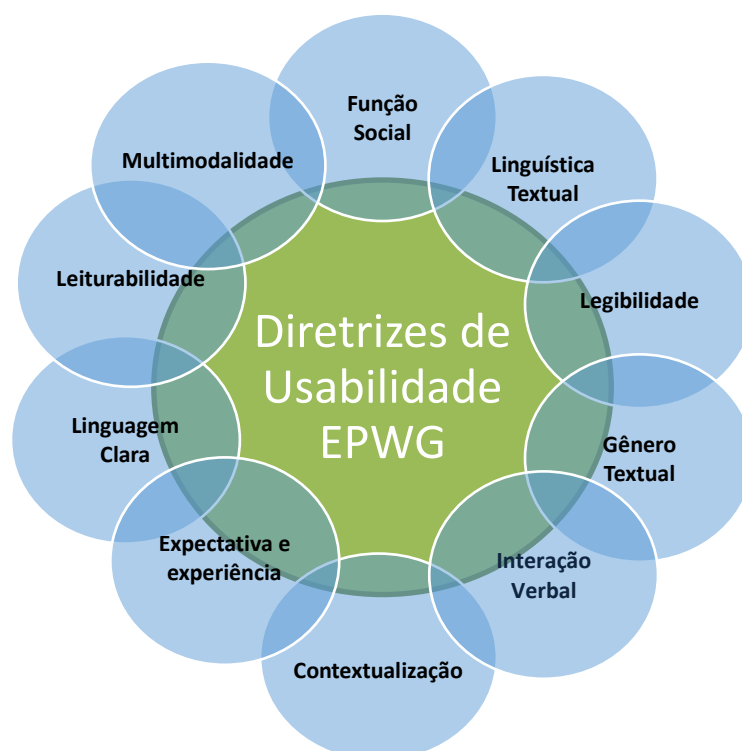 Função
Social
Linguística
Textual
Legibilidade
Gênero
Textual
Interação
Verbal
Contextualização
Expectativa e
experiência
Linguagem
Clara
Leiturabilidade
Multimodalidade
Diretrizes de
Usabilidade
EPWG